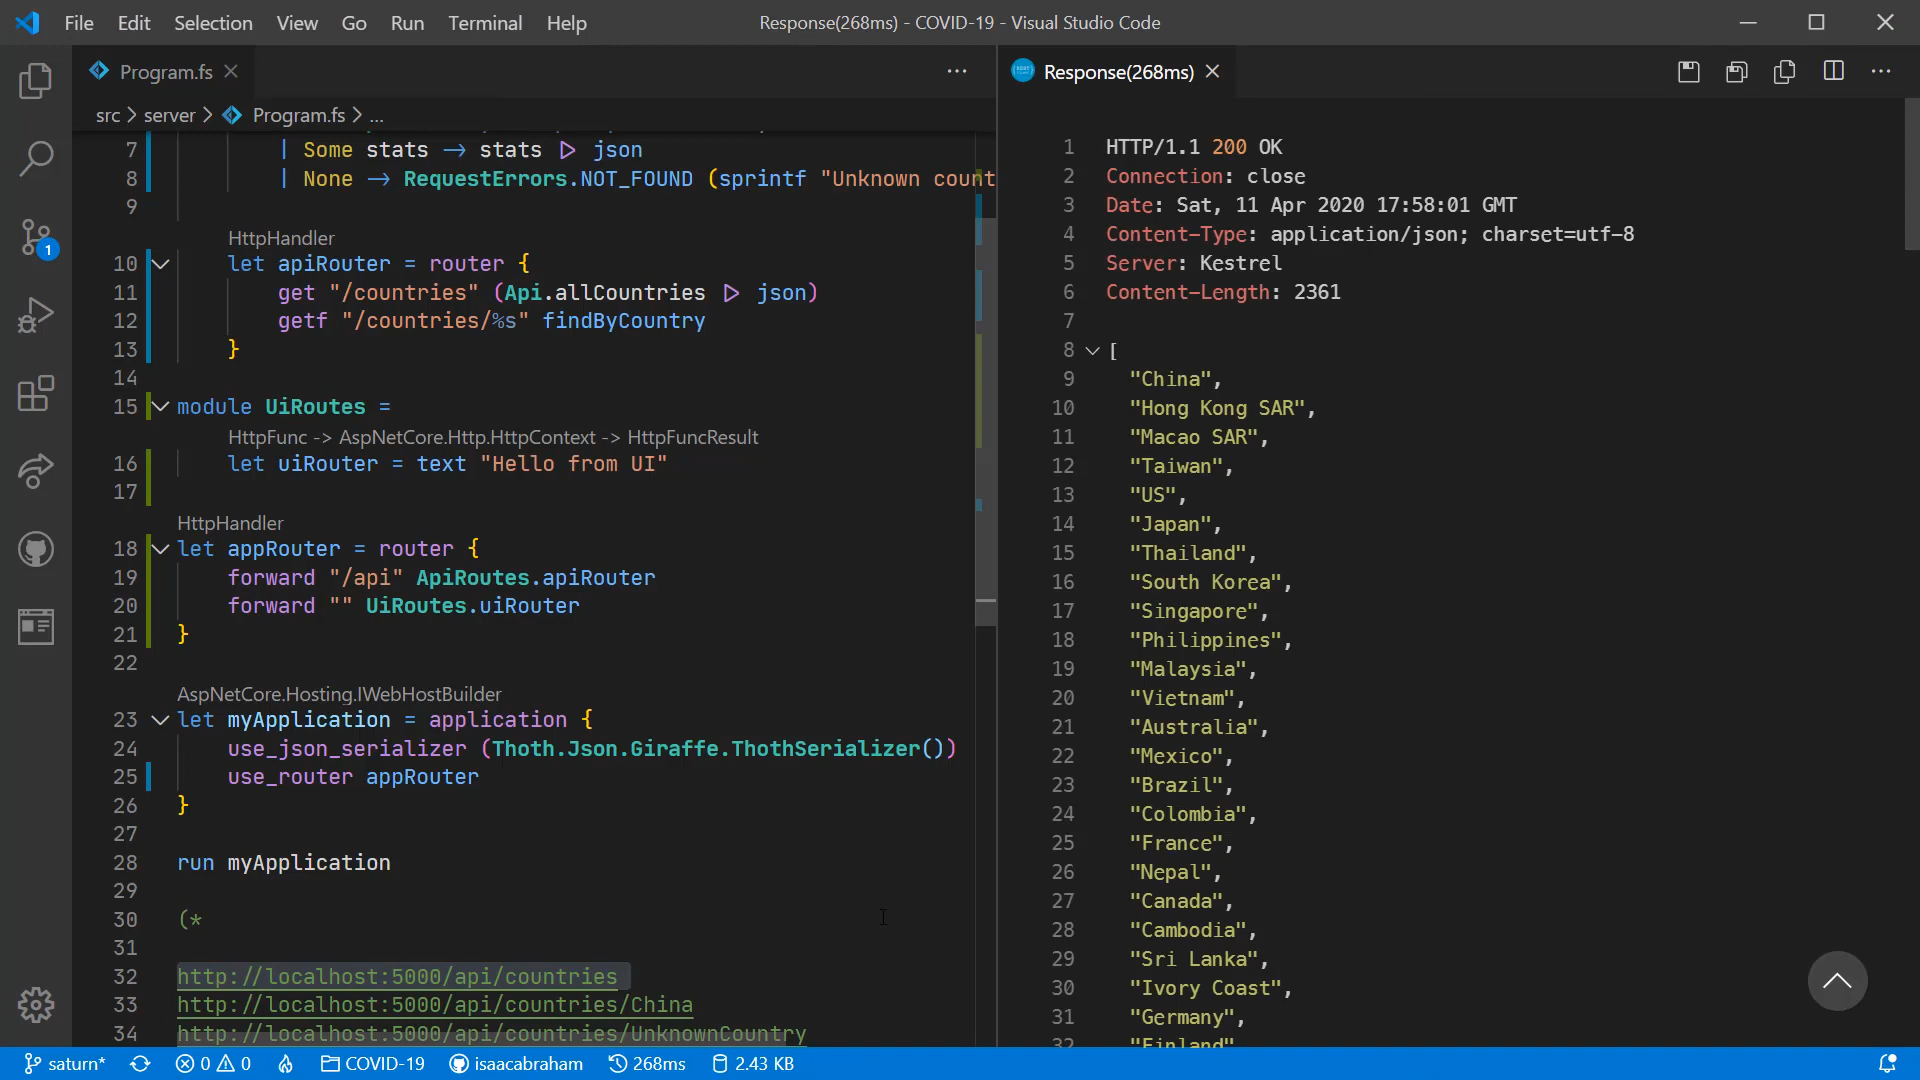 File Edit Selection View Go Run Terminal Help
Response(268ms) - COVID-19 - Visual Studio Code
Program.fs
src > server > Program.fs > ...
7 | Some stats -> stats |> json
8 | None -> RequestErrors.NOT_FOUND (sprintf "Unknown count
9
HttpHandler
10 let apiRouter = router {
11 get "/countries" (Api.allCountries |> json)
12 getf "/countries/%s" findByCountry
13 }
14
15 module UiRoutes =
HttpFunc -> AspNetCore.Http.HttpContext -> HttpFuncResult
16 let uiRouter = text "Hello from UI"
17
HttpHandler
18 let appRouter = router {
19 forward "/api" ApiRoutes.apiRouter
20 forward "" UiRoutes.uiRouter
21 }
22
AspNetCore.Hosting.IWebHostBuilder
23 let myApplication = application {
24 use_json_serializer (Thoth.Json.Giraffe.ThothSerializer())
25 use_router appRouter
26 }
27
28 run myApplication
29
30 (*
31
32 http://localhost:5000/api/countries
33 http://localhost:5000/api/countries/China
34 http://localhost:5000/api/countries/UnknownCountry
Response(268ms)
1 HTTP/1.1 200 OK
2 Connection: close
3 Date: Sat, 11 Apr 2020 17:58:01 GMT
4 Content-Type: application/json; charset=utf-8
5 Server: Kestrel
6 Content-Length: 2361
7
8 [
9 "China",
10 "Hong Kong SAR",
11 "Macao SAR",
12 "Taiwan",
13 "US",
14 "Japan",
15 "Thailand",
16 "South Korea",
17 "Singapore",
18 "Philippines",
19 "Malaysia",
20 "Vietnam",
21 "Australia",
22 "Mexico",
23 "Brazil",
24 "Colombia",
25 "France",
26 "Nepal",
27 "Canada",
28 "Cambodia",
29 "Sri Lanka",
30 "Ivory Coast",
31 "Germany",
32 "Finland"
1
saturn* 0 0 COVID-19 isaacabraham 268ms 2.43 KB